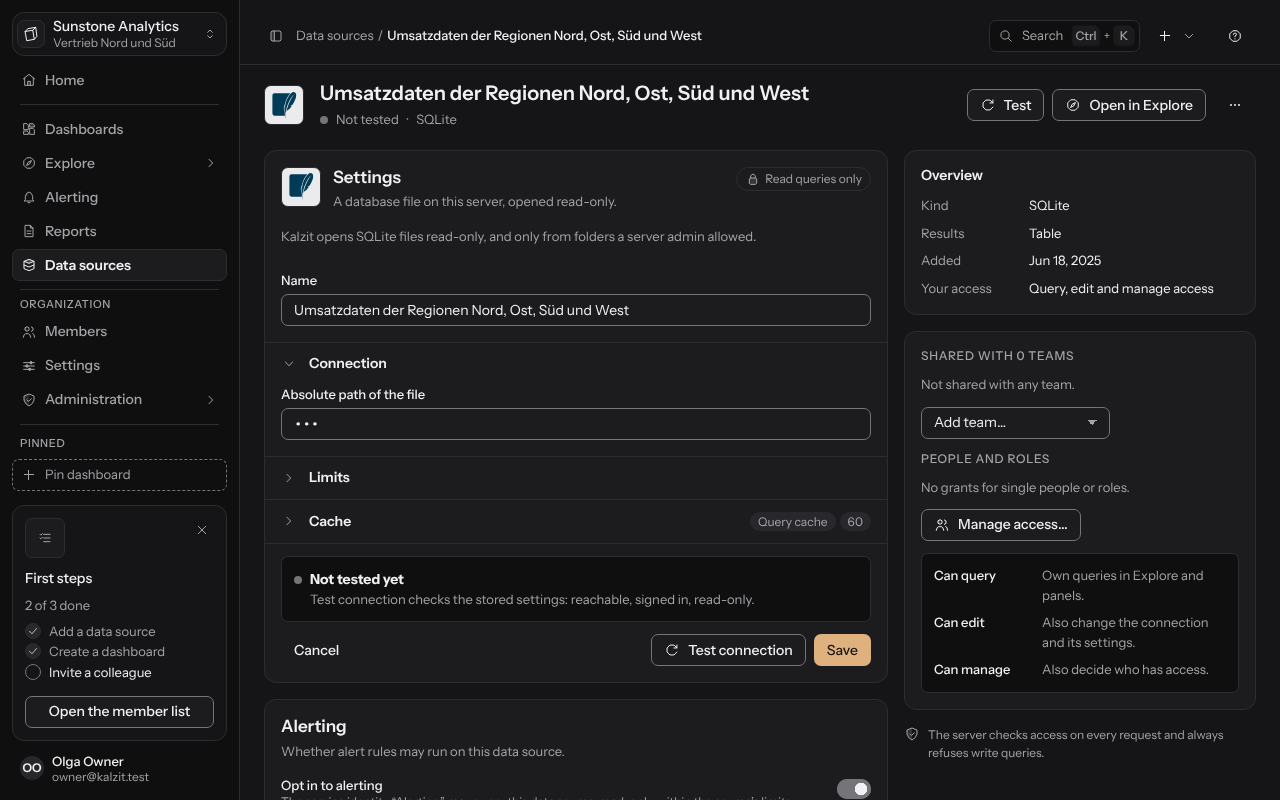 Sunstone Analytics
Vertrieb Nord und Süd
Home
Dashboards
Explore
Alerting
Reports
Data sources
ORGANIZATION
Members
Settings
Administration
PINNED
Pin dashboard
First steps
2 of 3 done
Add a data source
Create a dashboard
Invite a colleague
Open the member list
OO
Olga Owner
owner@kalzit.test
Data sources / Umsatzdaten der Regionen Nord, Ost, Süd und West
Search Ctrl + K
Umsatzdaten der Regionen Nord, Ost, Süd und West
Not tested · SQLite
Test
Open in Explore
Settings
A database file on this server, opened read-only.
Read queries only
Kalzit opens SQLite files read-only, and only from folders a server admin allowed.
Name
Umsatzdaten der Regionen Nord, Ost, Süd und West
Connection
Absolute path of the file
•••
Limits
Cache
Query cache 60
Not tested yet
Test connection checks the stored settings: reachable, signed in, read-only.
Cancel
Test connection
Save
Alerting
Whether alert rules may run on this data source.
Opt in to alerting
Overview
Kind SQLite
Results Table
Added Jun 18, 2025
Your access Query, edit and manage access
SHARED WITH 0 TEAMS
Not shared with any team.
Add team...
PEOPLE AND ROLES
No grants for single people or roles.
Manage access...
Can query Own queries in Explore and
panels.
Can edit Also change the connection
and its settings.
Can manage Also decide who has access.
The server checks access on every request and always
refuses write queries.